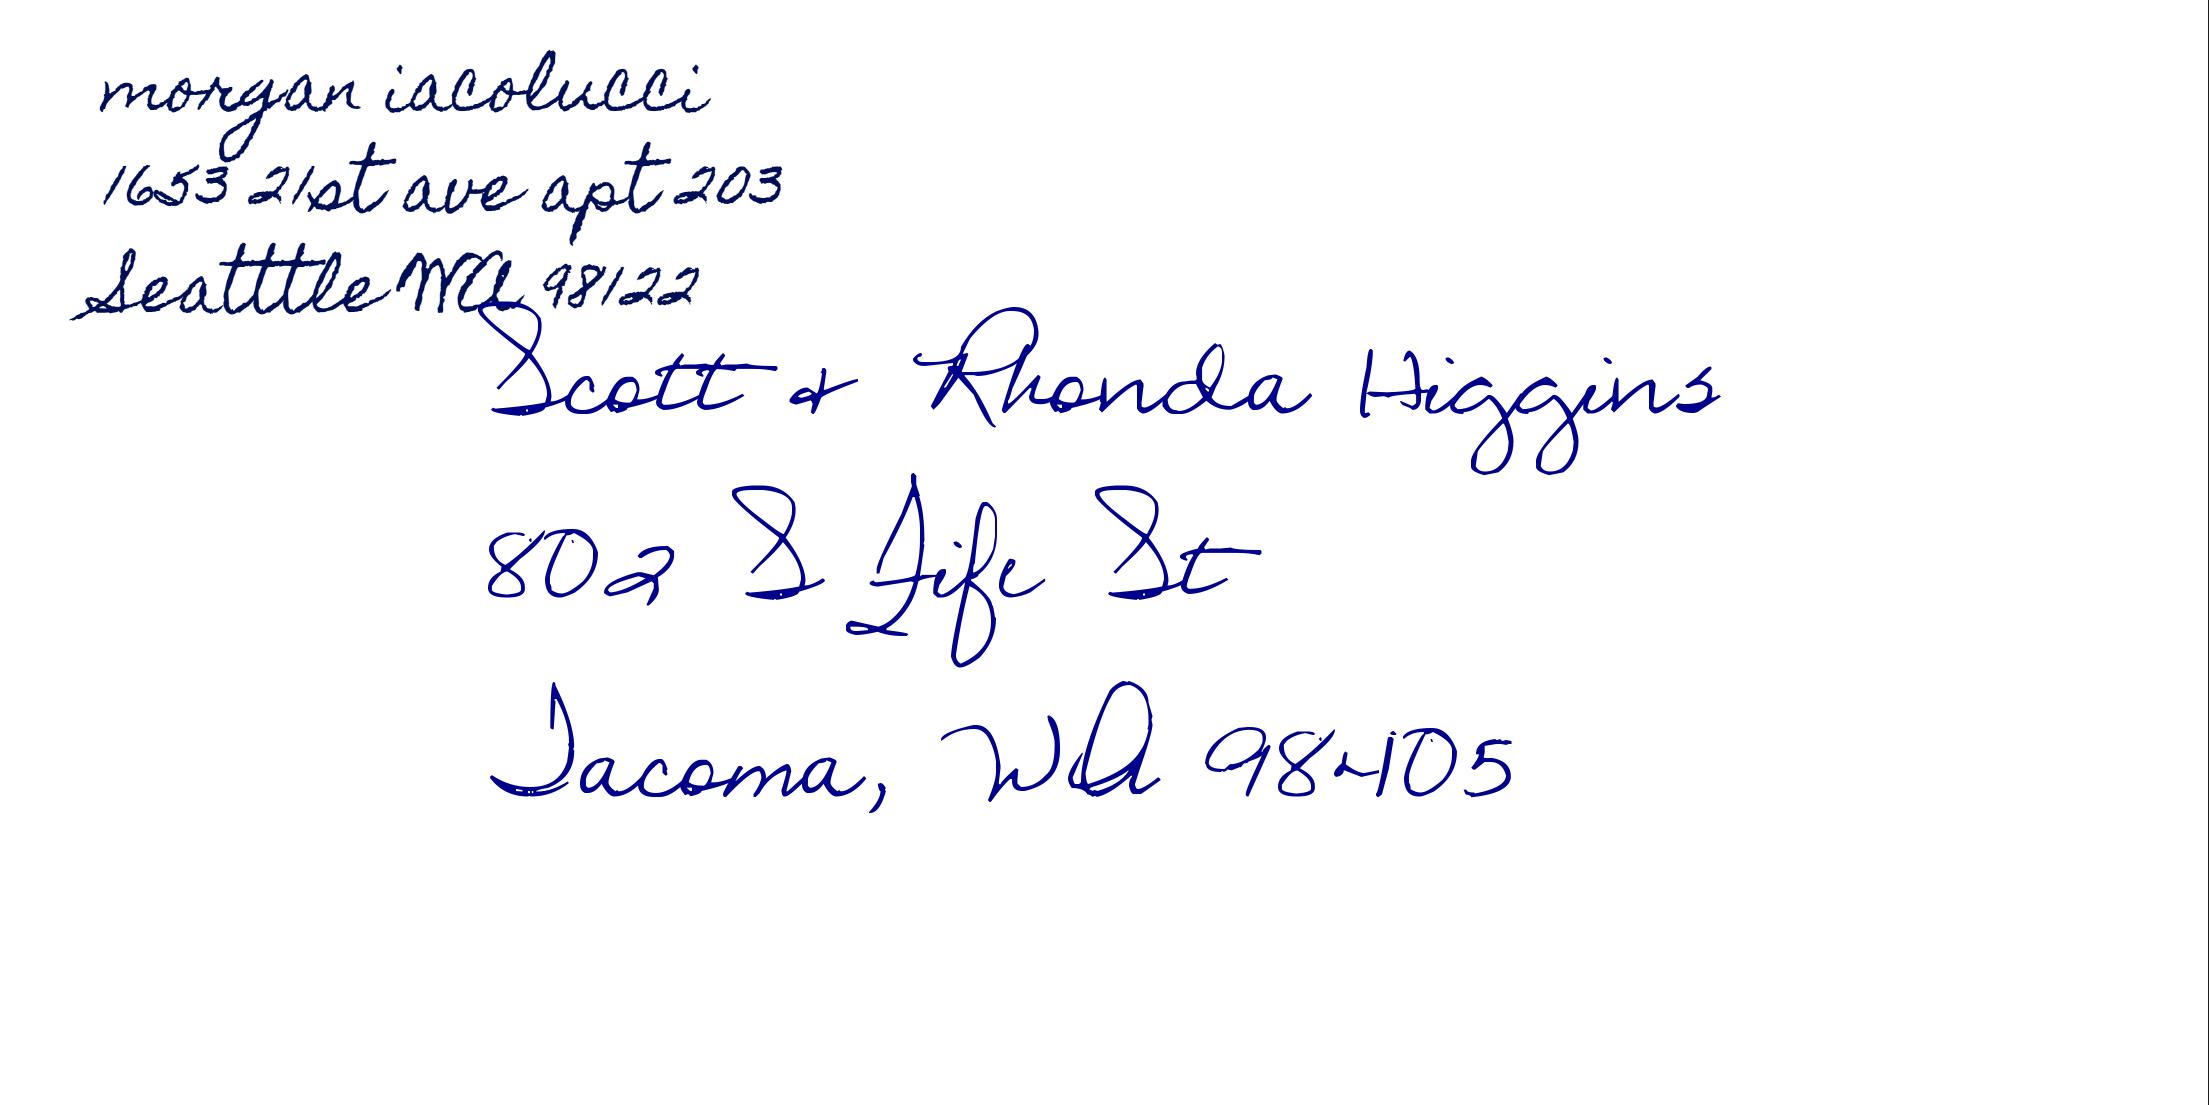 morgan iacolucci
1653 21st ave apt 203
Seatttle WA 98122
Scott & Rhonda Higgins
802 S Fife St
Tacoma, WA 98405